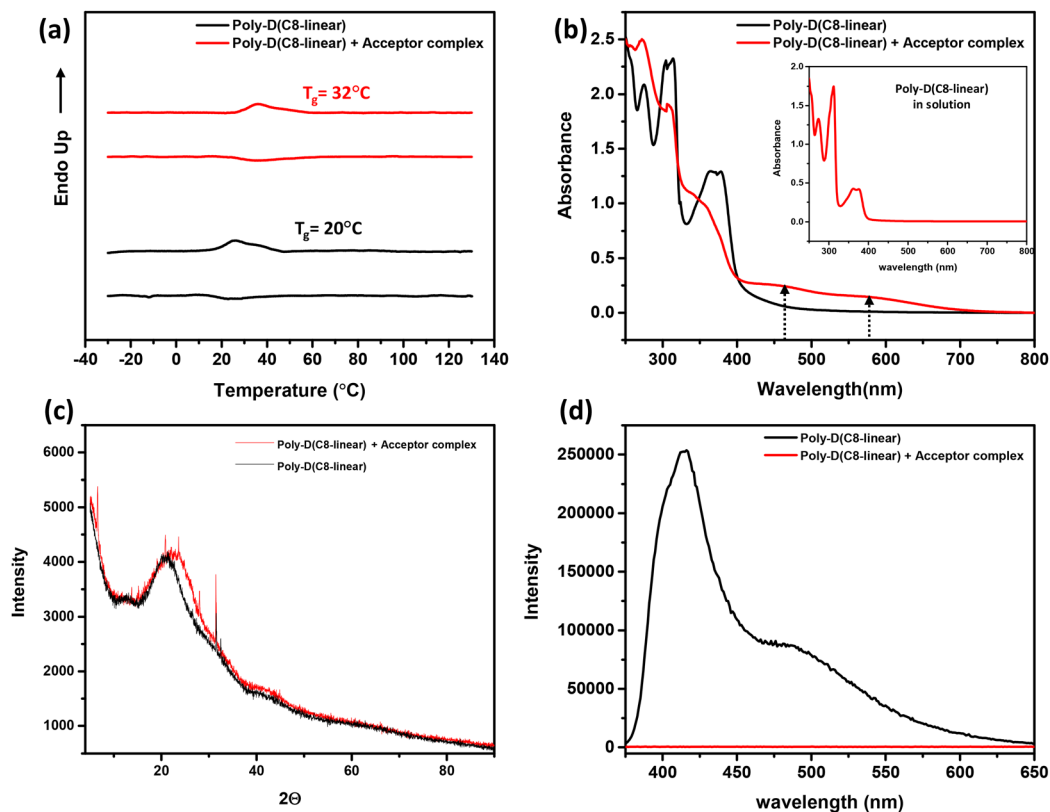 (a)
Poly-D(C8-linear)
Poly-D(C8-linear) + Acceptor complex
Endo Up
Tg= 32°C
Tg= 20°C
-40 -20 0 20 40 60 80 100 120 140
Temperature (°C)
(b)
Poly-D(C8-linear)
Poly-D(C8-linear) + Acceptor complex
Absorbance
2.5
2.0
1.5
1.0
0.5
0.0
300 400 500 600 700 800
Wavelength(nm)
Poly-D(C8-linear)
in solution
Absorbance
2.0
1.5
1.0
0.5
0.0
300 400 500 600 700 800
wavelength (nm)
(c)
Poly-D(C8-linear) + Acceptor complex
Poly-D(C8-linear)
Intensity
6000
5000
4000
3000
2000
1000
20 40 60 80
2Θ
(d)
Poly-D(C8-linear)
Poly-D(C8-linear) + Acceptor complex
Intensity
250000
200000
150000
100000
50000
0
400 450 500 550 600 650
wavelength (nm)